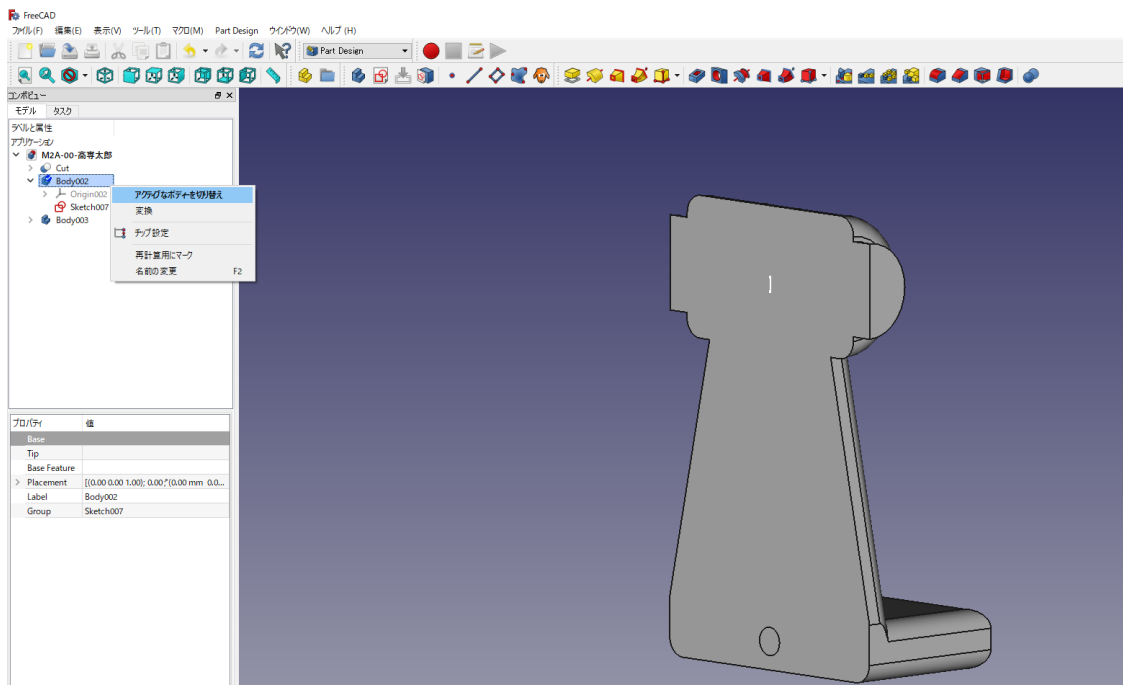 FreeCAD
ファイル(F) 編集(E) 表示(V) ツール(T) マクロ(M) Part Design ウインドウ(W) ヘルプ (H)
Part Design
コンボビュー
モデル タスク
ラベルと属性
アプリケーション
M2A-00-高専太郎
Cut
Body002
Origin002
Sketch007
Body003
アクティブなボディーを切り替え
変換
チップ設定
再計算用にマーク
名前の変更 F2
プロパティ 値
Base
Tip
Base Feature
Placement [(0.00 0.00 1.00); 0.00;°(0.00 mm 0.0...
Label Body002
Group Sketch007